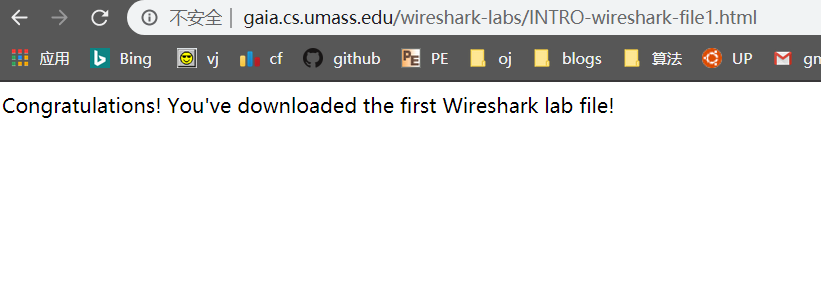 不安全 | gaia.cs.umass.edu/wireshark-labs/INTRO-wireshark-file1.html
应用 Bing vj cf github PE oj blogs 算法 UP
Congratulations! You've downloaded the first Wireshark lab file!